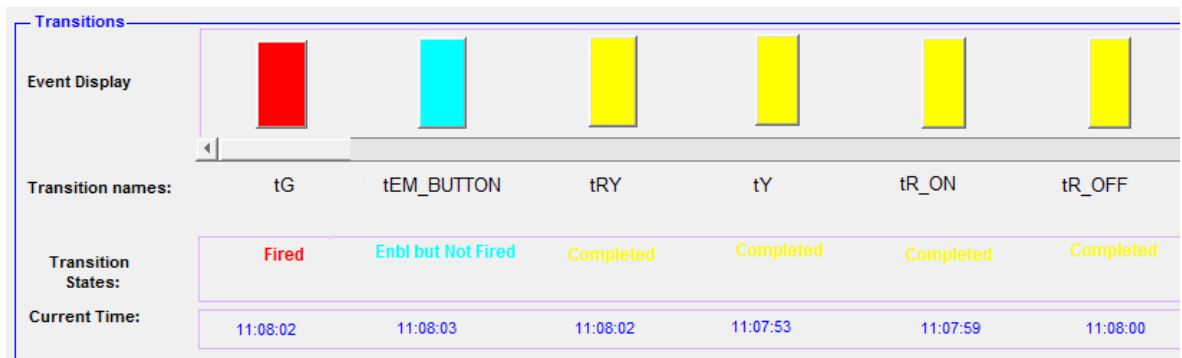 Transitions
Event Display
Transition names: tG tEM_BUTTON tRY tY tR_ON tR_OFF
Transition States: Fired Enbl but Not Fired Completed Completed Completed Completed
Current Time: 11:08:02 11:08:03 11:08:02 11:07:53 11:07:59 11:08:00